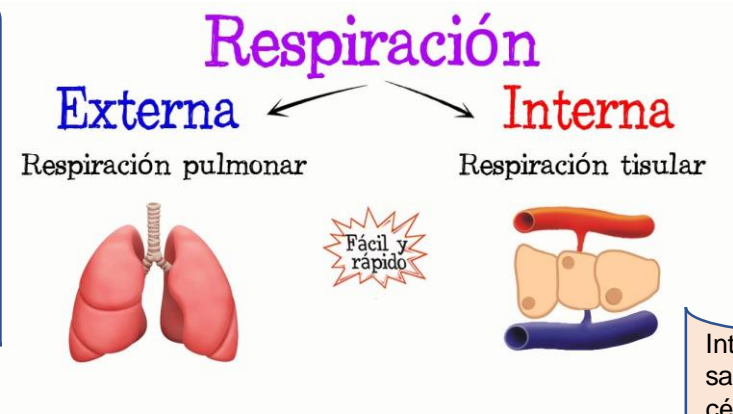 Respiración
Externa
Interna
Respiración pulmonar
Respiración tisular
Fácil y
rápido